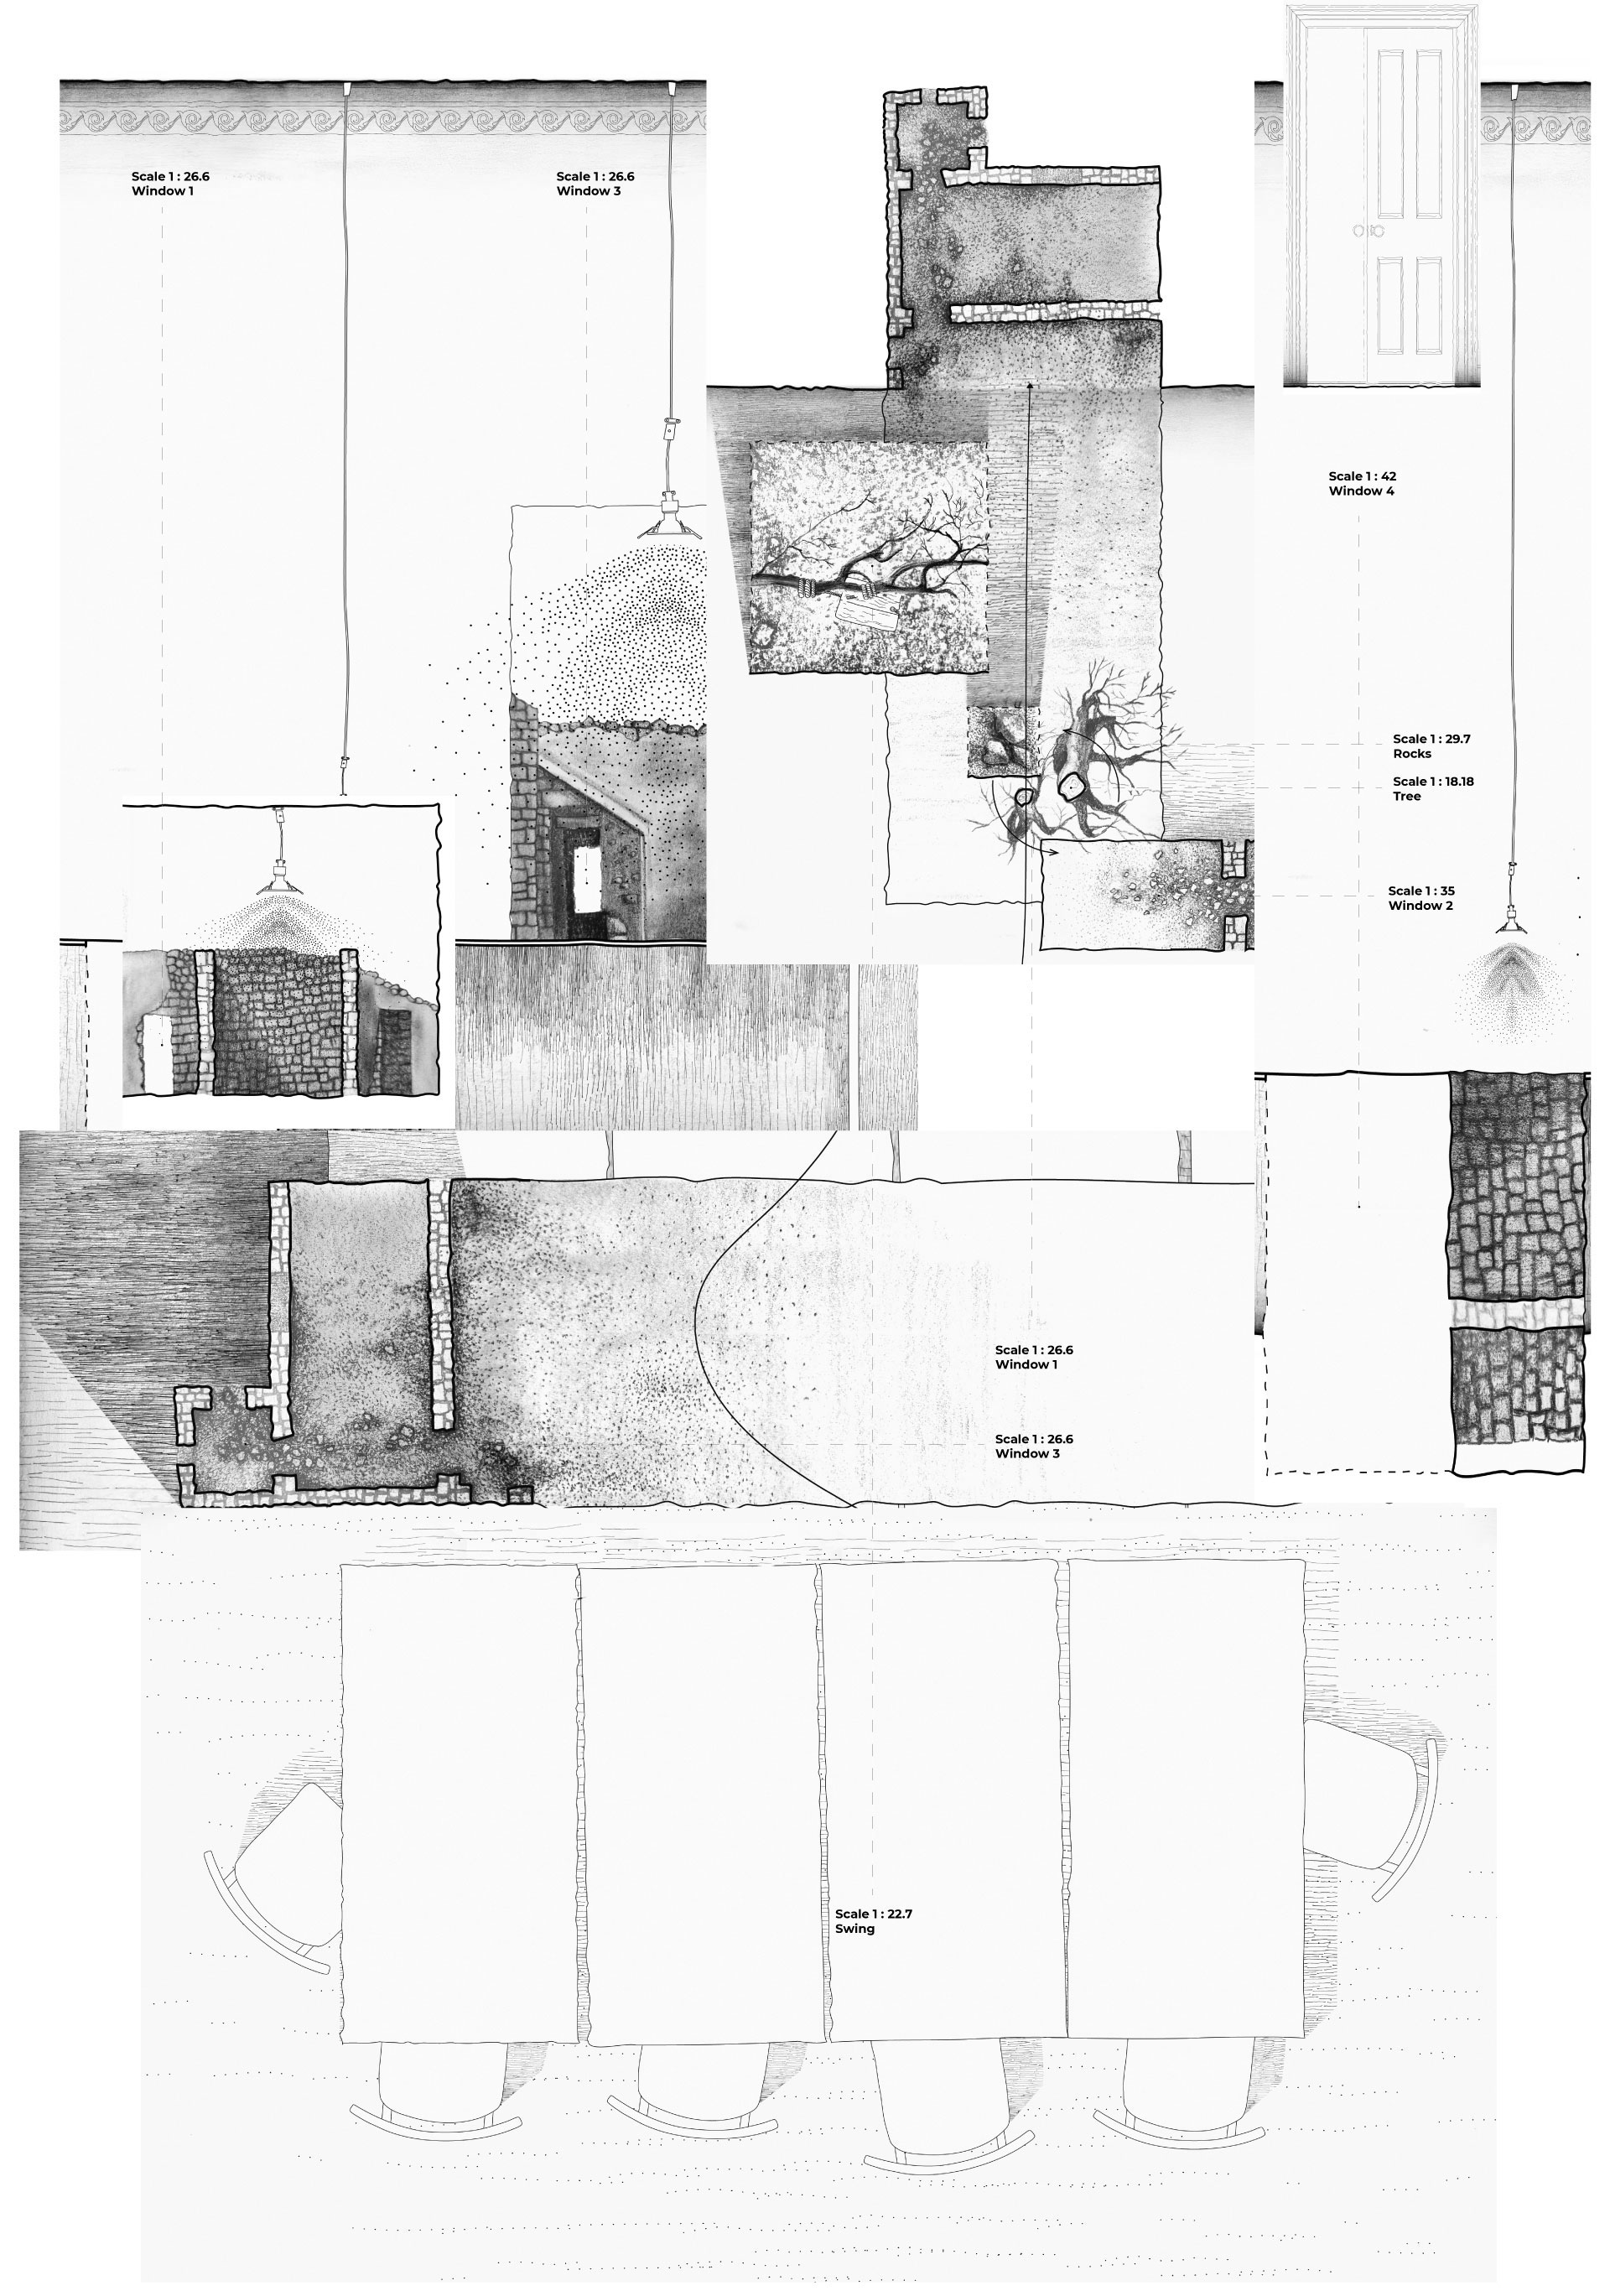 Scale 1 : 26.6
Window 1
Scale 1 : 26.6
Window 3
Scale 1 : 42
Window 4
Scale 1 : 29.7
Rocks
Scale 1 : 18.18
Tree
Scale 1 : 35
Window 2
Scale 1 : 26.6
Window 1
Scale 1 : 26.6
Window 3
Scale 1 : 22.7
Swing